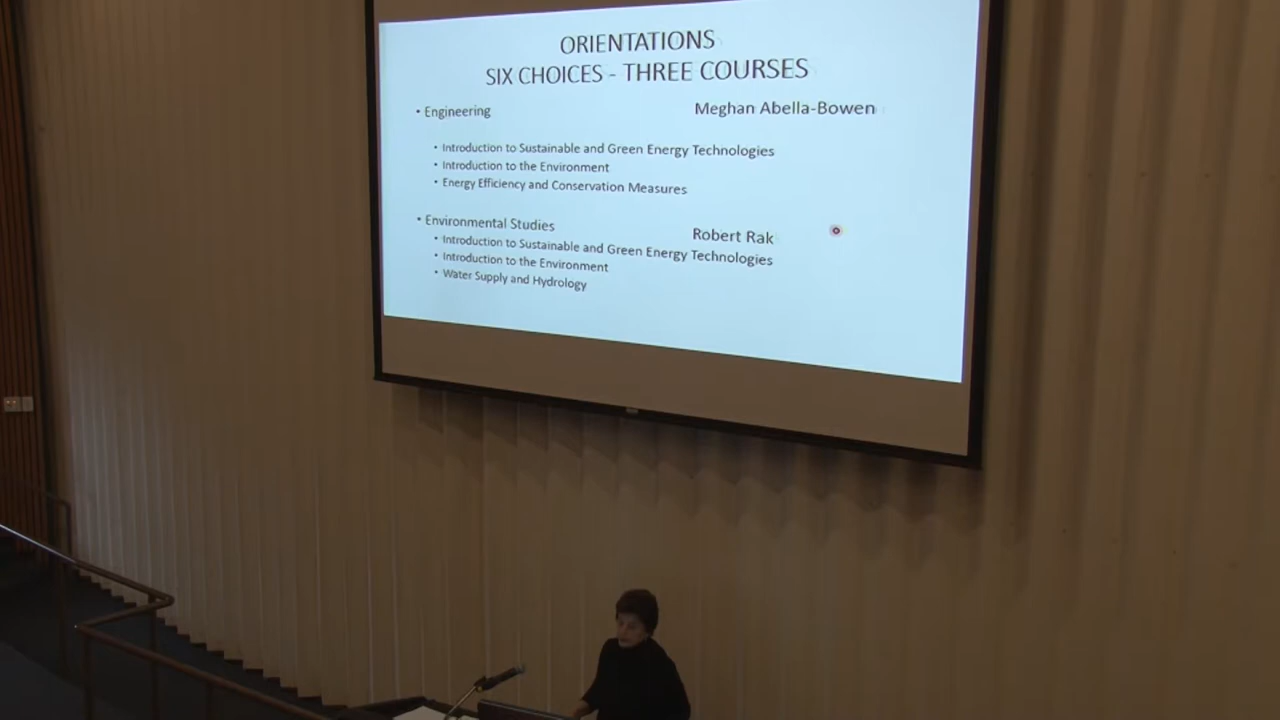 ORIENTATIONS
SIX CHOICES - THREE COURSES
• Engineering
Meghan Abella-Bowen
• Introduction to Sustainable and Green Energy Technologies
• Introduction to the Environment
• Energy Efficiency and Conservation Measures
• Environmental Studies
Robert Rak
• Introduction to Sustainable and Green Energy Technologies
• Introduction to the Environment
• Water Supply and Hydrology